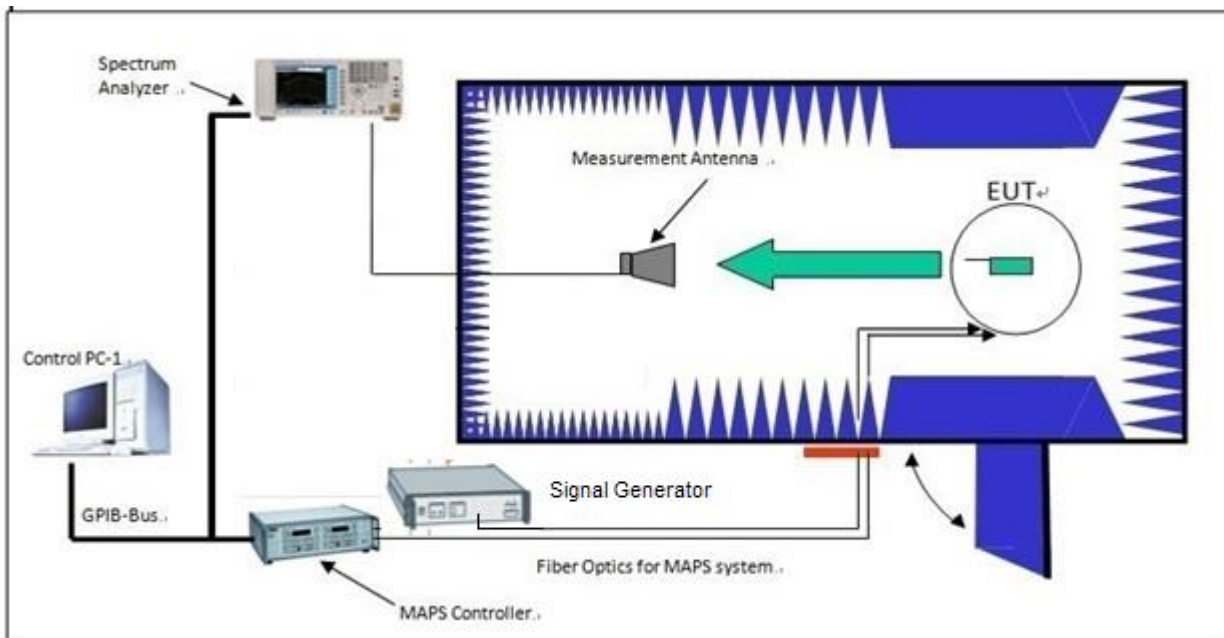 Spectrum
Analyzer
Measurement Antenna
EUT
Control PC-1
Signal Generator
GPIB-Bus
Fiber Optics for MAPS system
MAPS Controller